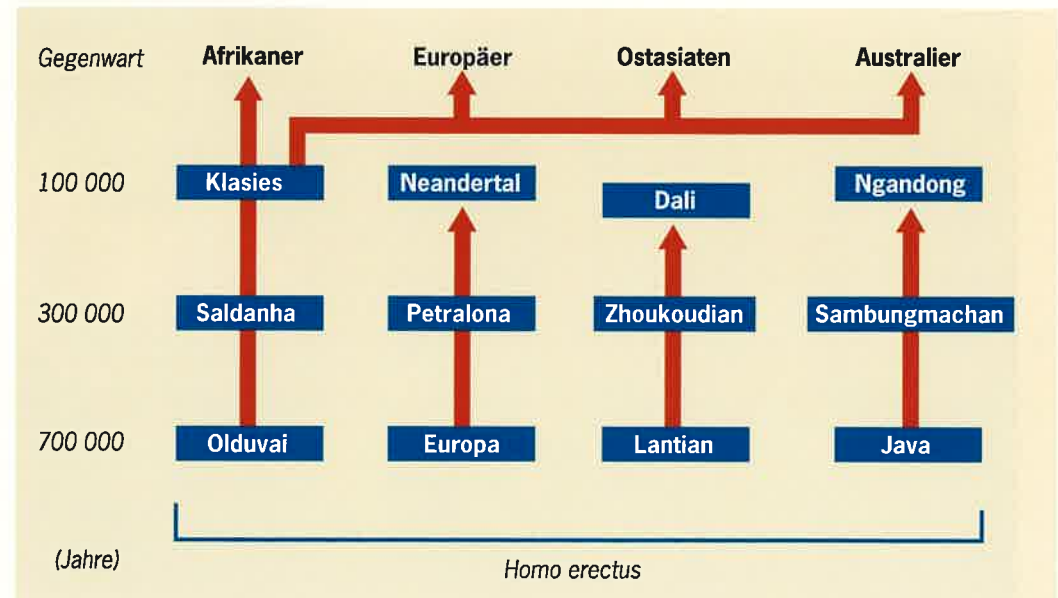 Gegenwart Afrikaner Europäer Ostasiaten Australier
100 000 Klasies Neandertal Dali Ngandong
300 000 Saldanha Petralona Zhoukoudian Sambungmachan
700 000 Olduvai Europa Lantian Java
(Jahre) Homo erectus